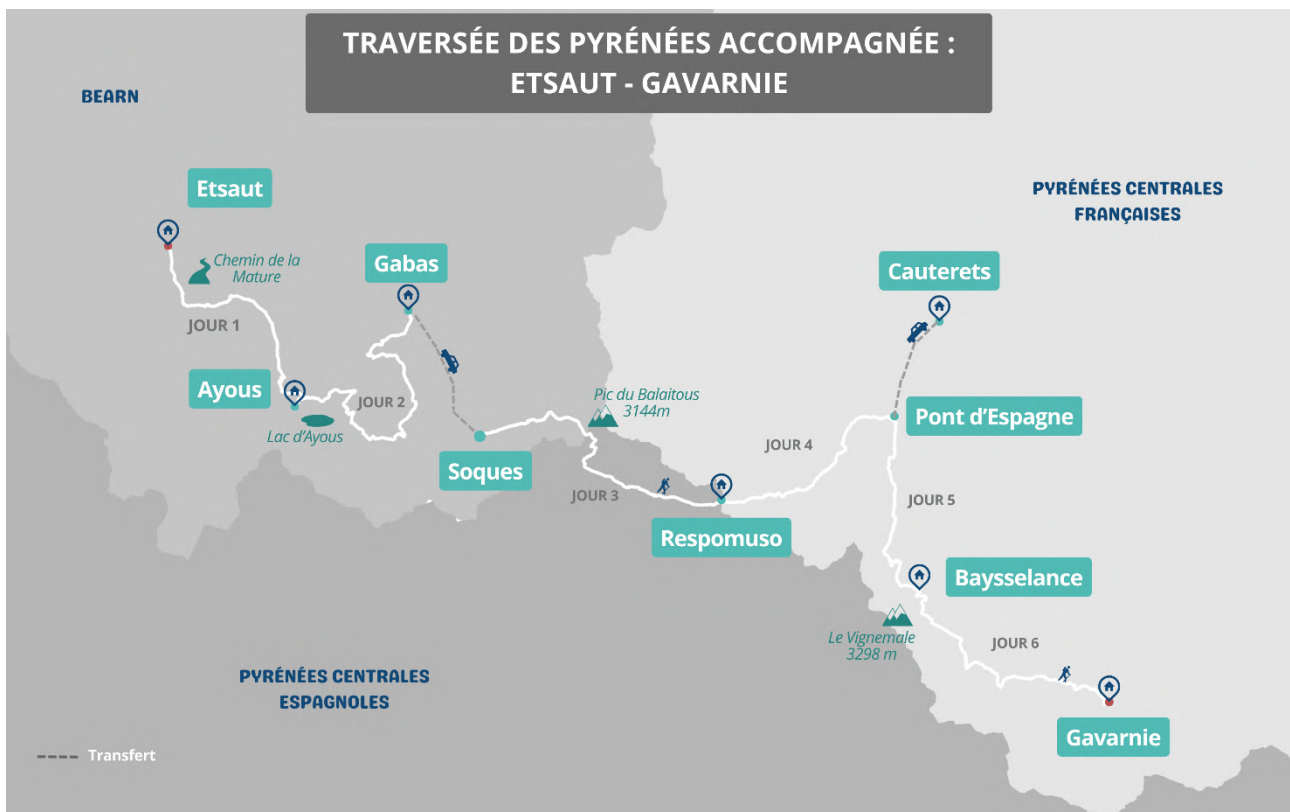 TRAVERSÉE DES PYRÉNÉES ACCOMPAGNÉE :
ETSAUT - GAVARNIE
BEARN
PYRÉNÉES CENTRALES
FRANÇAISES
Etsaut
Chemin de la
Mature
Gabas
Cauterets
JOUR 1
Ayous
JOUR 2
Lac d'Ayous
Pic du Balaitous
3144m
Pont d'Espagne
JOUR 4
Soques
JOUR 3
JOUR 5
Respomuso
Baysselance
Le Vignemale
3298 m
JOUR 6
PYRÉNÉES CENTRALES
ESPAGNOLES
Gavarnie
Transfert